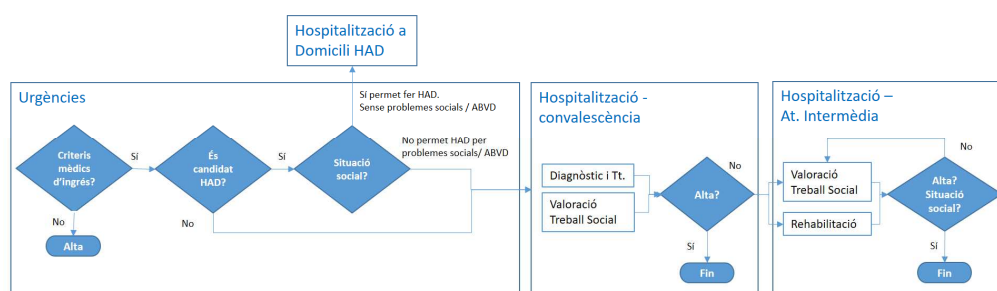 Hospitalització a
Domicili HAD
Urgències
Sí permet fer HAD.
Sense problemes socials / ABVD
No permet HAD per
problemes socials/ ABVD
Criteris
mèdics
d'ingrés?
Sí
És
candidat
HAD?
Sí
Situació
social?
No
No
Alta
Hospitalització -
convalescència
Diagnòstic i Tt.
Valoració
Treball Social
Alta?
No
Sí
Fin
Hospitalització –
At. Intermèdia
No
Valoració
Treball Social
Rehabilitació
Alta?
Situació
social?
Sí
Fin